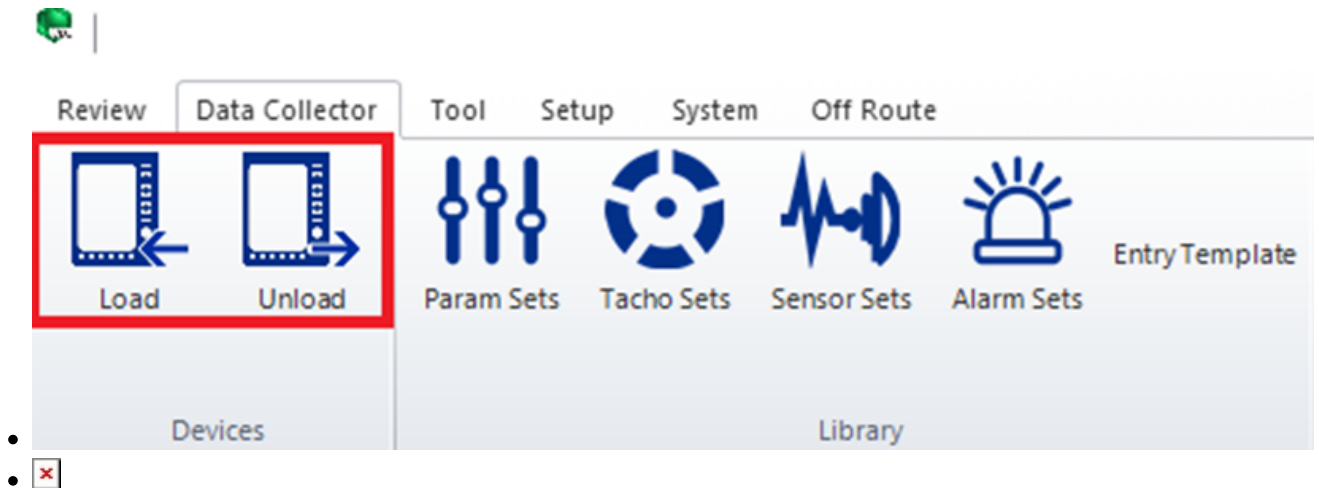 Review Data Collector Tool Setup System Off Route
Load Unload Param Sets Tacho Sets Sensor Sets Alarm Sets Entry Template
Devices Library